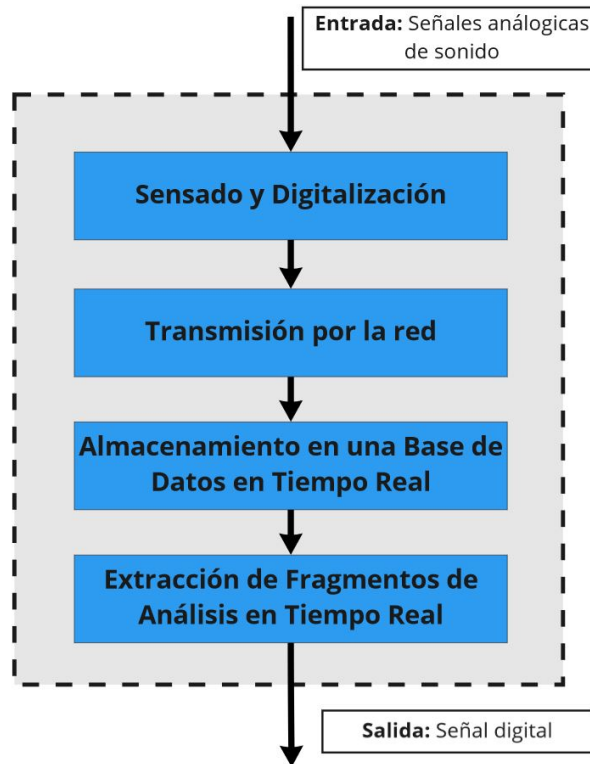 Entrada: Señales análogicas
de sonido
Sensado y Digitalización
Transmisión por la red
Almacenamiento en una Base de
Datos en Tiempo Real
Extracción de Fragmentos de
Análisis en Tiempo Real
Salida: Señal digital